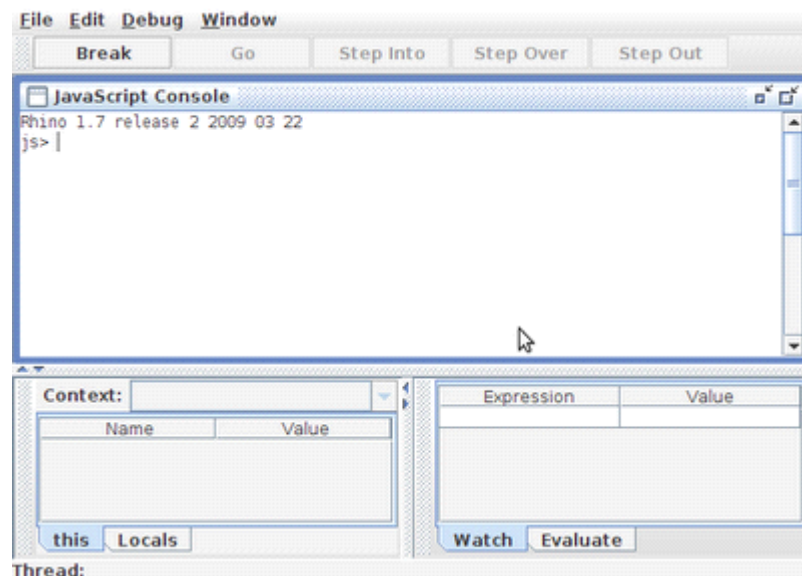 File Edit Debug Window
Break Go Step Into Step Over Step Out
JavaScript Console
Rhino 1.7 release 2 2009 03 22
js>
Context:
Name Value
this Locals
Expression Value
Watch Evaluate
Thread: